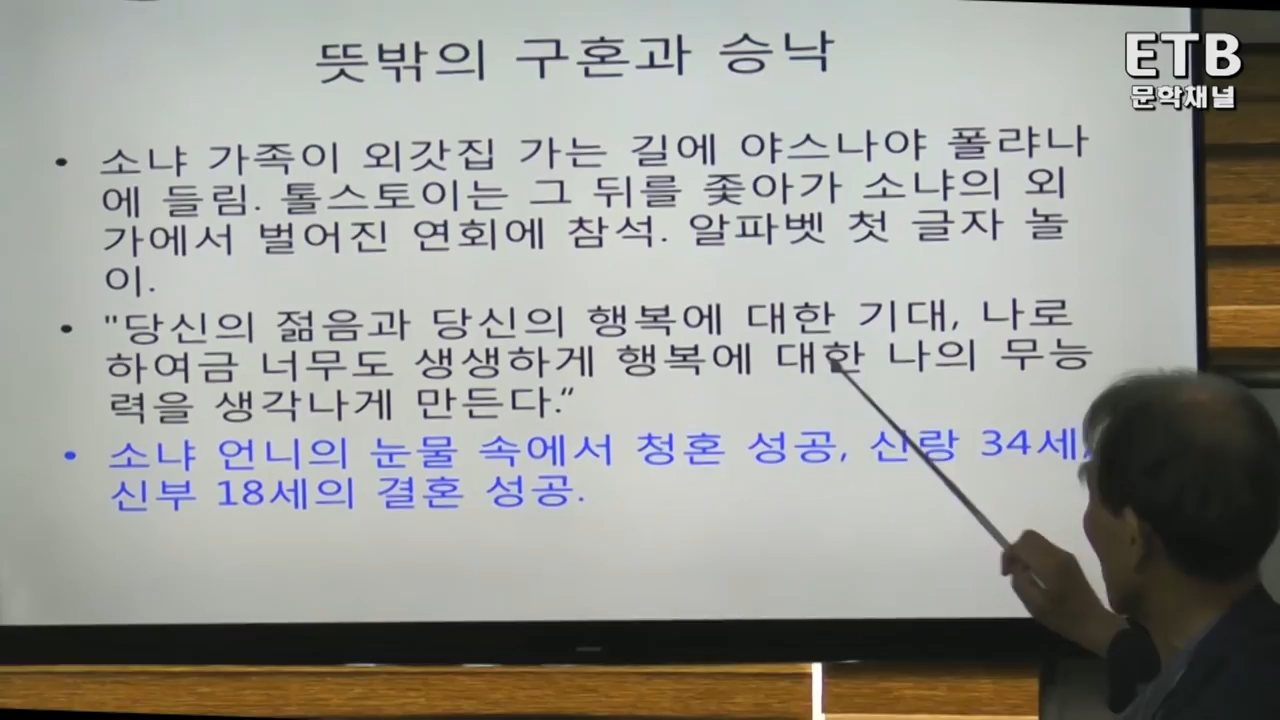 ETB
문학채널
뜻밖의 구혼과 승낙
• 소냐 가족이 외갓집 가는 길에 야스나야 폴랴나
에 들림. 톨스토이는 그 뒤를 좇아가 소냐의 외
가에서 벌어진 연회에 참석. 알파벳 첫 글자 놀
이.
• "당신의 젊음과 당신의 행복에 대한 기대, 나로
하여금 너무도 생생하게 행복에 대한 나의 무능
력을 생각나게 만든다.“
• 소냐 언니의 눈물 속에서 청혼 성공, 신랑 34세,
신부 18세의 결혼 성공.